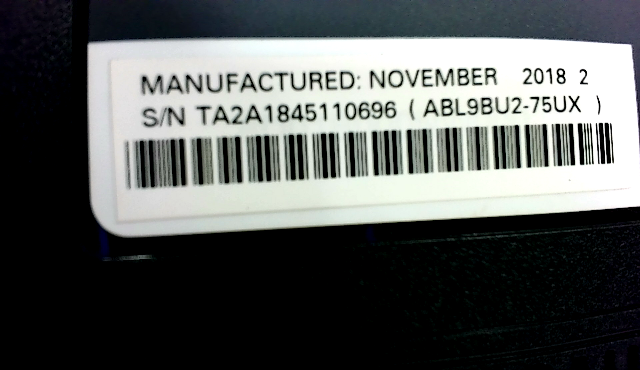 MANUFACTURED: NOVEMBER 2018 2
S/N TA2A1845110696 ( ABL9BU2-75UX )